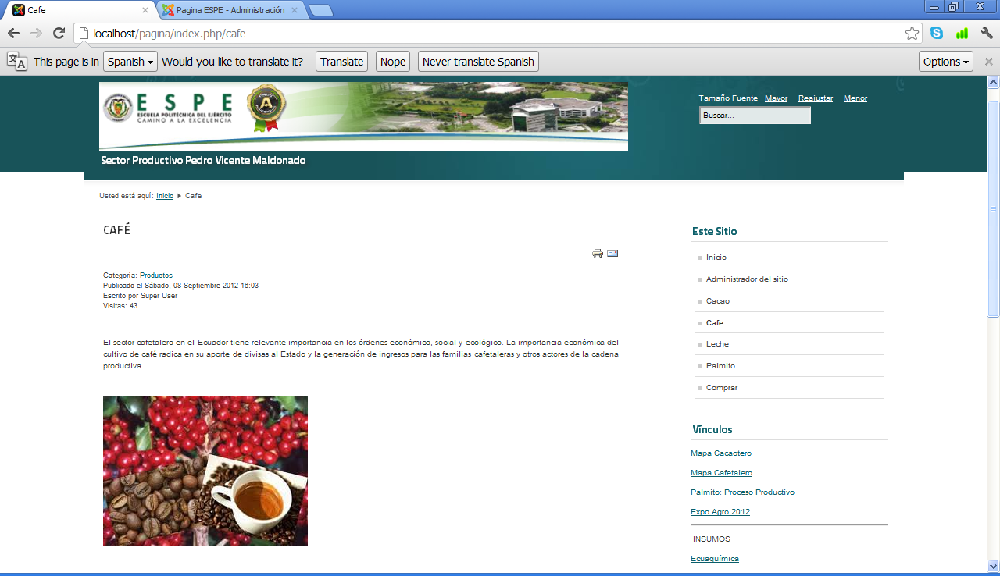 Cafe
Pagina ESPE - Administración
localhost/pagina/index.php/cafe
This page is in Spanish Would you like to translate it? Translate Nope Never translate Spanish Options
ESPE
ESCUELA POLITÉCNICA DEL EJÉRCITO
CAMINO A LA EXCELENCIA
A
Tamaño Fuente Mayor Reajustar Menor
Buscar...
Sector Productivo Pedro Vicente Maldonado
Usted está aquí: Inicio Cafe
CAFÉ
Categoría: Productos
Publicado el Sábado, 08 Septiembre 2012 16:03
Escrito por Super User
Visitas: 43
El sector cafetalero en el Ecuador tiene relevante importancia en los órdenes económico, social y ecológico. La importancia económica del
cultivo de café radica en su aporte de divisas al Estado y la generación de ingresos para las familias cafetaleras y otros actores de la cadena
productiva.
Este Sitio
Inicio
Administrador del sitio
Cacao
Cafe
Leche
Palmito
Comprar
Vínculos
Mapa Cacaotero
Mapa Cafetalero
Palmito: Proceso Productivo
Expo Agro 2012
INSUMOS
Ecuaquímica